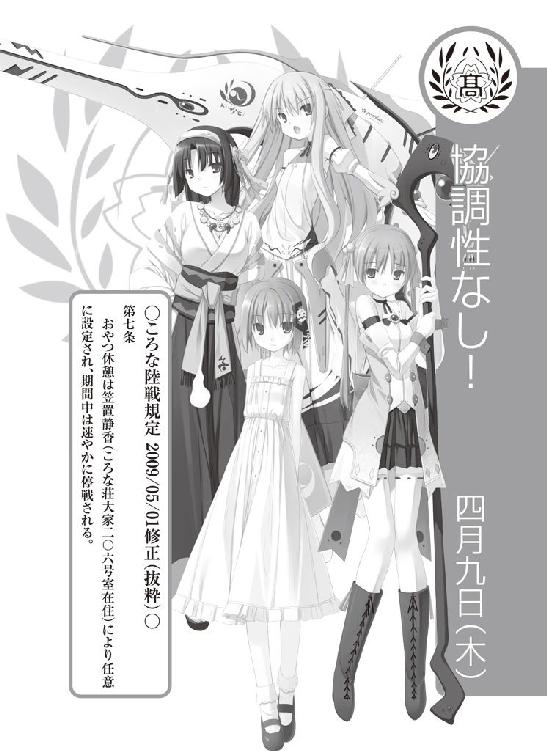 髙
協調性なし！
四月九日（木）
〇ころな陸戦規定 2009/05/01修正（抜粋）〇
第七条
おやつ休憩は笠置静香（ころな荘大家二〇六号室在住）により任意
に設定され、期間中は速やかに停戦される。